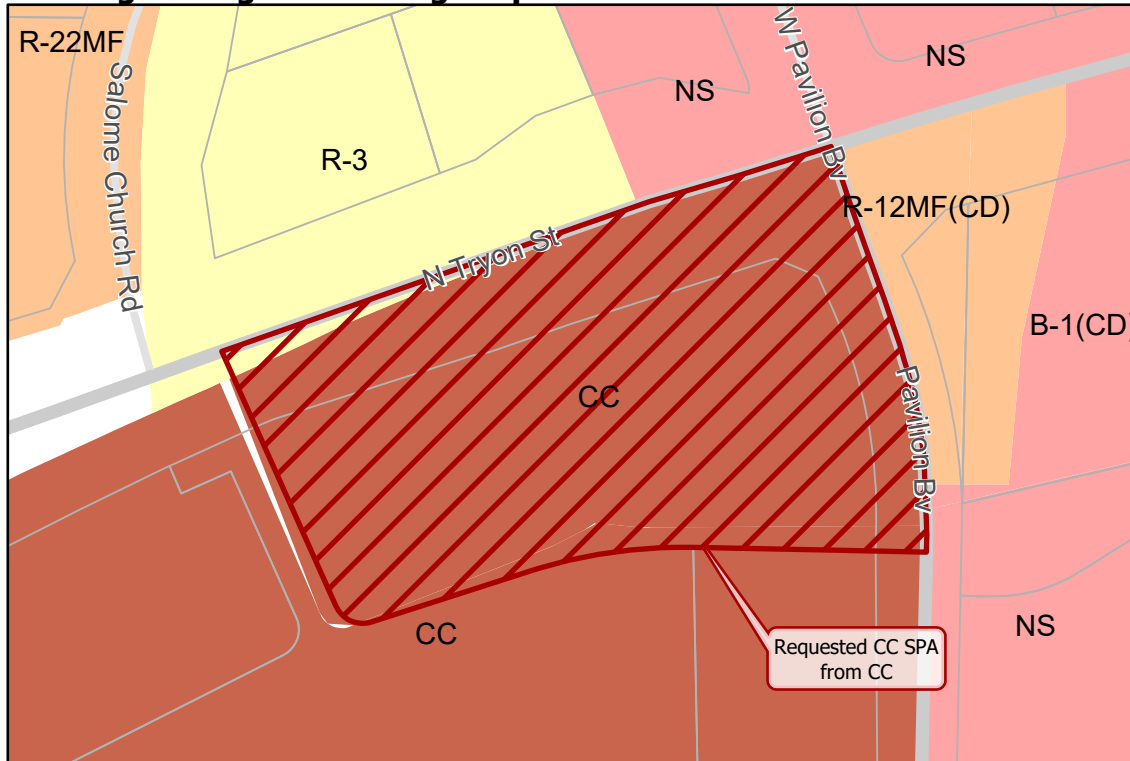 R-22MF
Salome Church Rd
R-3
NS
W Pavilion Bv
NS
R-12MF(CD)
N Tryon St
B-1(CD)
CC
Pavilion Bv
CC
NS
Requested CC SPA
from CC